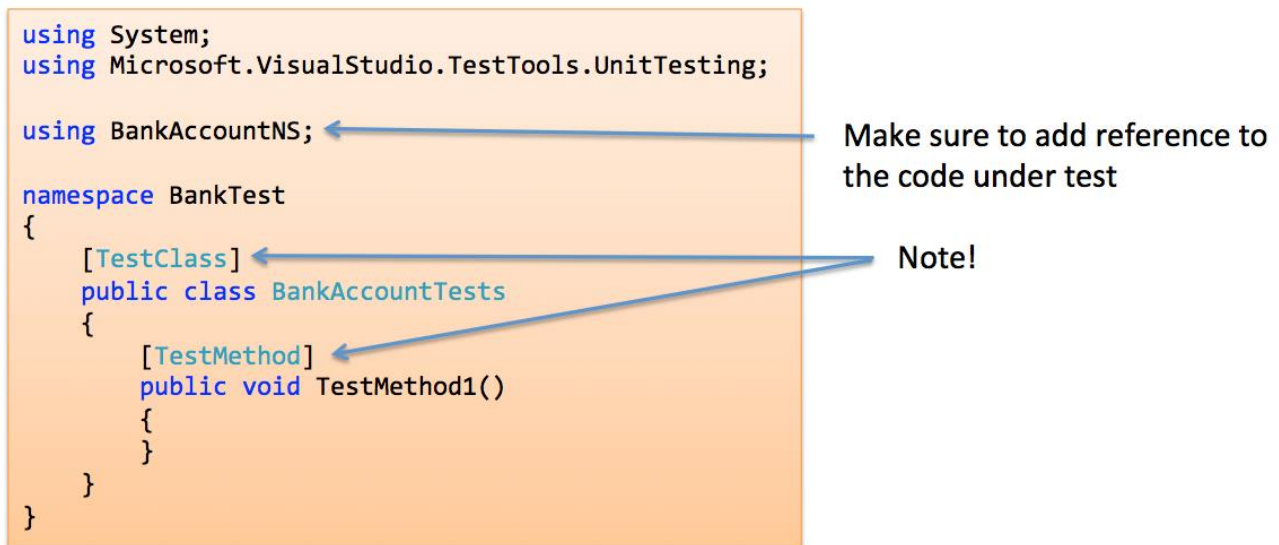 using System;
using Microsoft.VisualStudio.TestTools.UnitTesting;
using BankAccountNS;
Make sure to add reference to
the code under test
namespace BankTest
{
[TestClass]
Note!
public class BankAccountTests
{
[TestMethod]
public void TestMethod1()
{
}
}
}